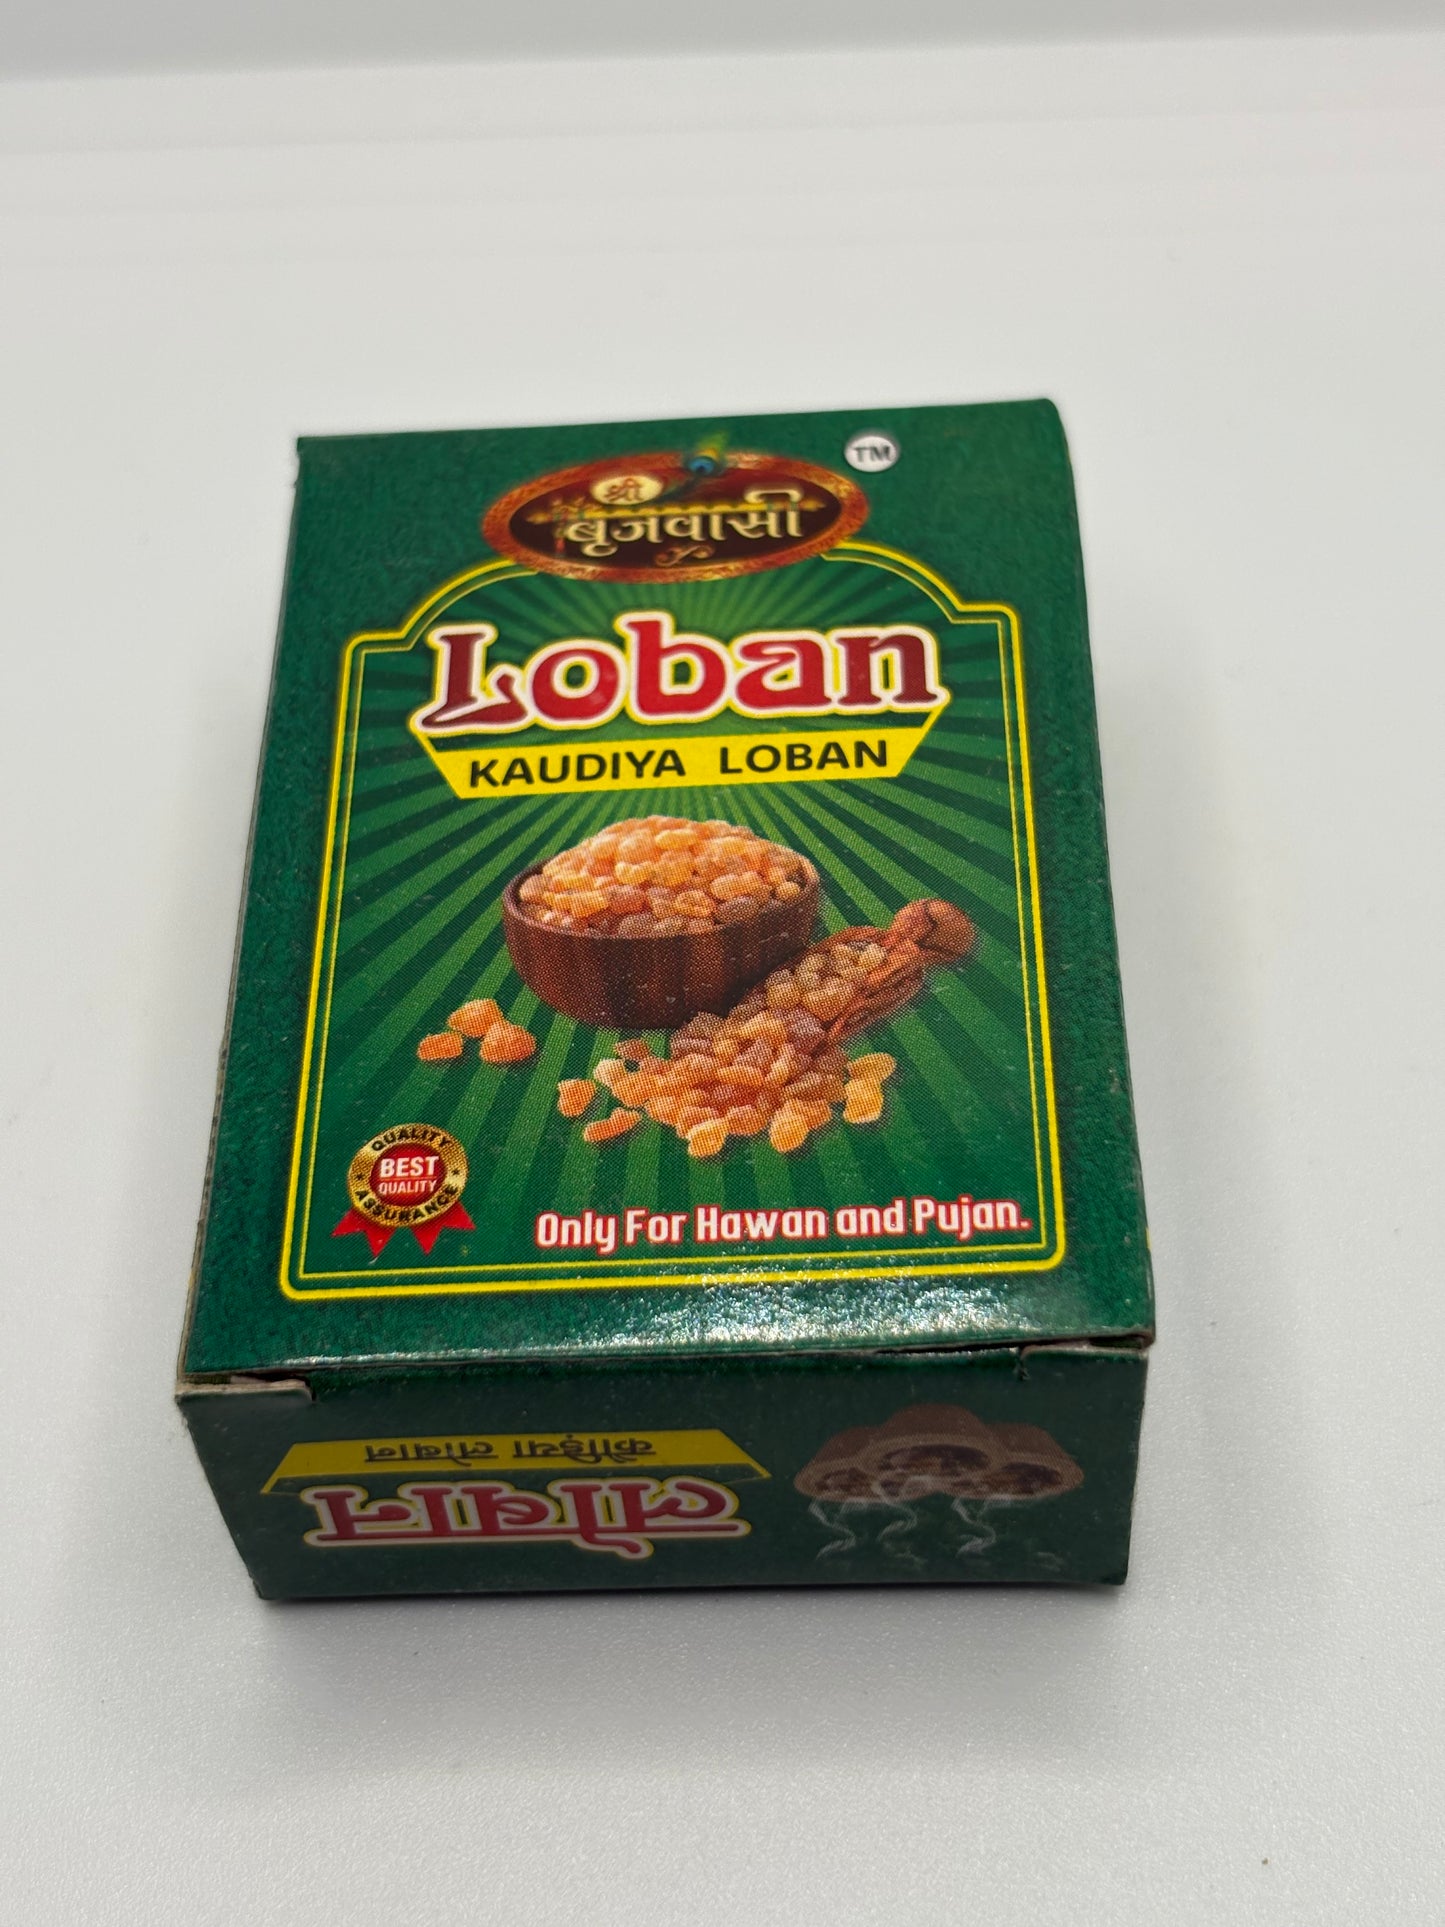 TM
श्री
बृजवासी
Loban
KAUDIYA LOBAN
QUALITY
BEST
QUALITY
ASSURANCE
Only For Hawan and Pujan.
लोबान
कौड़िया लोबान